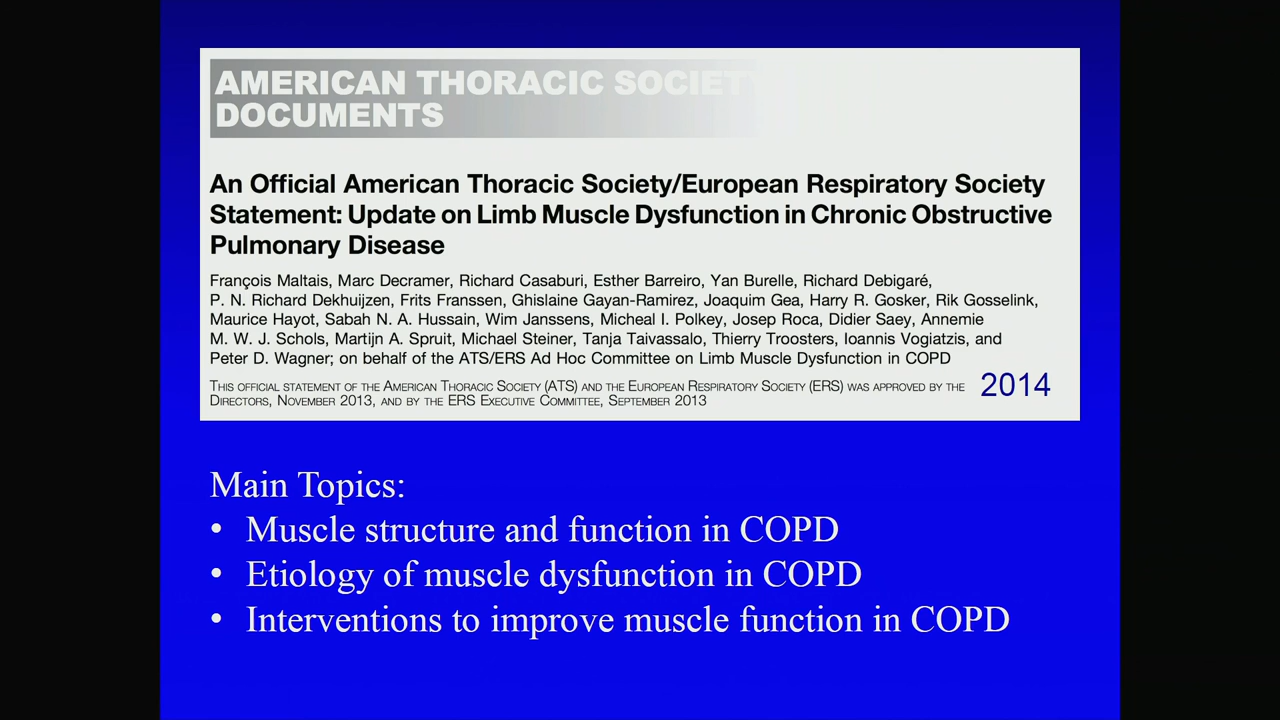 AMERICAN THORACIC SOCIETY
DOCUMENTS
An Official American Thoracic Society/European Respiratory Society
Statement: Update on Limb Muscle Dysfunction in Chronic Obstructive
Pulmonary Disease
François Maltais, Marc Decramer, Richard Casaburi, Esther Barreiro, Yan Burelle, Richard Debigaré,
P. N. Richard Dekhuijzen, Frits Franssen, Ghislaine Gayan-Ramirez, Joaquim Gea, Harry R. Gosker, Rik Gosselink,
Maurice Hayot, Sabah N. A. Hussain, Wim Janssens, Micheal I. Polkey, Josep Roca, Didier Saey, Annemie
M. W. J. Schols, Martijn A. Spruit, Michael Steiner, Tanja Taivassalo, Thierry Troosters, Ioannis Vogiatzis, and
Peter D. Wagner; on behalf of the ATS/ERS Ad Hoc Committee on Limb Muscle Dysfunction in COPD
THIS OFFICIAL STATEMENT OF THE AMERICAN THORACIC SOCIETY (ATS) AND THE EUROPEAN RESPIRATORY SOCIETY (ERS) WAS APPROVED BY THE
DIRECTORS, NOVEMBER 2013, AND BY THE ERS EXECUTIVE COMMITTEE, SEPTEMBER 2013
2014
Main Topics:
• Muscle structure and function in COPD
• Etiology of muscle dysfunction in COPD
• Interventions to improve muscle function in COPD